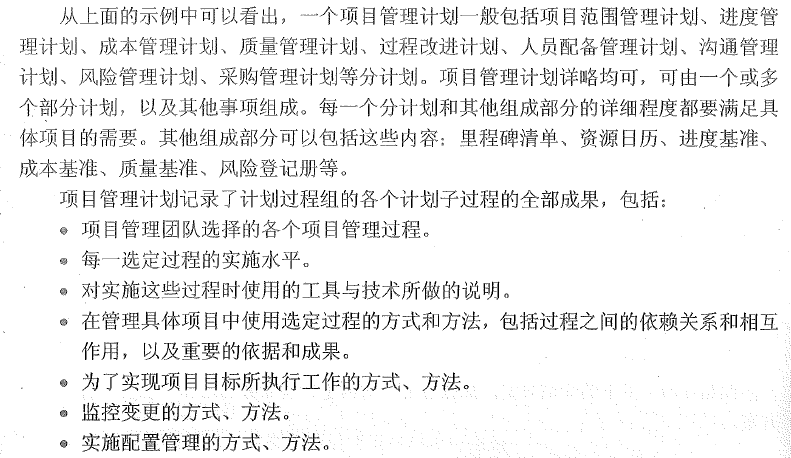 从上面的示例中可以看出，一个项目管理计划一般包括项目范围管理计划、进度管
理计划、成本管理计划、质量管理计划、过程改进计划、人员配备管理计划、沟通管理
计划、风险管理计划、采购管理计划等分计划。项目管理计划详略均可，可由一个或多
个部分计划，以及其他事项组成。每一个分计划和其他组成部分的详细程度都要满足具
体项目的需要。其他组成部分可以包括这些内容：里程碑清单、资源日历、进度基准、
成本基准、质量基准、风险登记册等。
项目管理计划记录了计划过程组的各个计划子过程的全部成果，包括：
● 项目管理团队选择的各个项目管理过程。
● 每一选定过程的实施水平。
● 对实施这些过程时使用的工具与技术所做的说明。
● 在管理具体项目中使用选定过程的方式和方法，包括过程之间的依赖关系和相互
作用，以及重要的依据和成果。
● 为了实现项目目标所执行工作的方式、方法。
● 监控变更的方式、方法。
● 实施配置管理的方式、方法。